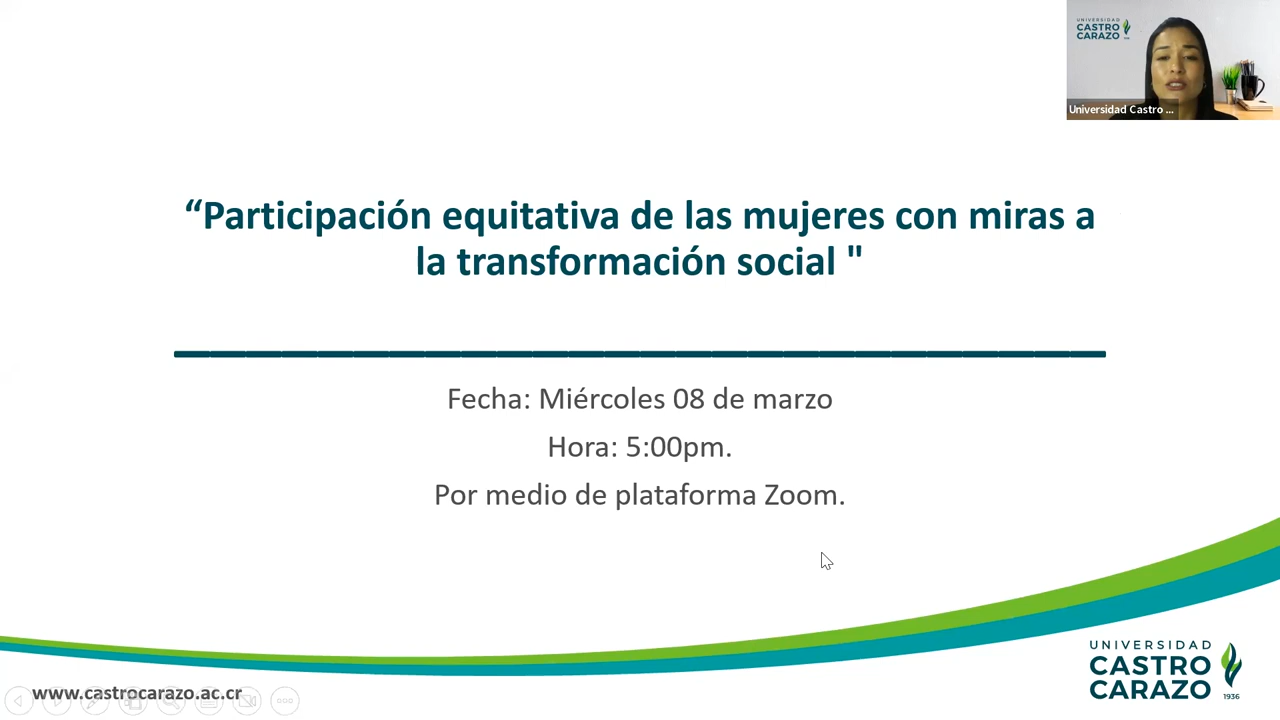 UNIVERSIDAD
CASTRO
CARAZO
Universidad Castro ...
“Participación equitativa de las mujeres con miras a
la transformación social "
Fecha: Miércoles 08 de marzo
Hora: 5:00pm.
Por medio de plataforma Zoom.
www.castrocarazo.ac.cr
UNIVERSIDAD
CASTRO
CARAZO
1936